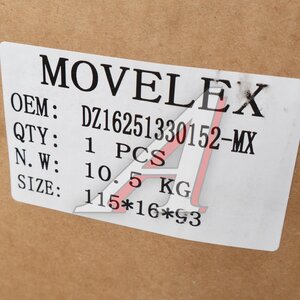 MOVELEX
OEM: DZ16251330152-MX
QTY: 1 PCS
N.W: 10.5 KG
SIZE: 115*16*93